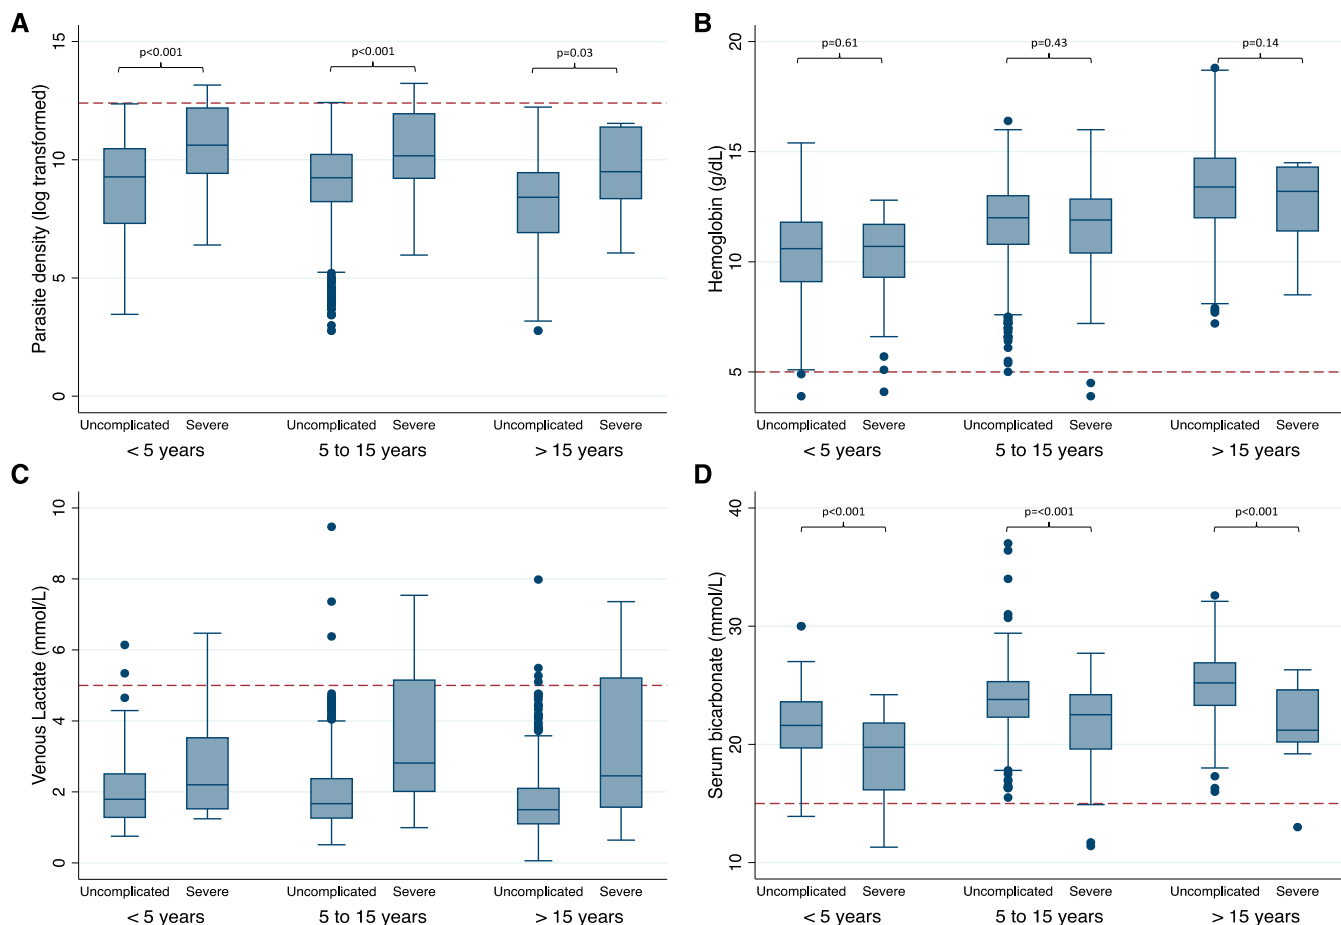 A
Parasite density (log transformed)
15
10
5
0
p<0.001
p<0.001
p=0.03
Uncomplicated Severe Uncomplicated Severe Uncomplicated Severe
< 5 years 5 to 15 years > 15 years
B
Hemoglobin (g/dL)
20
15
10
5
p=0.61
p=0.43
p=0.14
Uncomplicated Severe Uncomplicated Severe Uncomplicated Severe
< 5 years 5 to 15 years > 15 years
C
Venous Lactate (mmol/L)
10
8
6
4
2
0
Uncomplicated Severe Uncomplicated Severe Uncomplicated Severe
< 5 years 5 to 15 years > 15 years
D
Serum bicarbonate (mmol/L)
40
30
20
10
p<0.001
p=<0.001
p<0.001
Uncomplicated Severe Uncomplicated Severe Uncomplicated Severe
< 5 years 5 to 15 years > 15 years